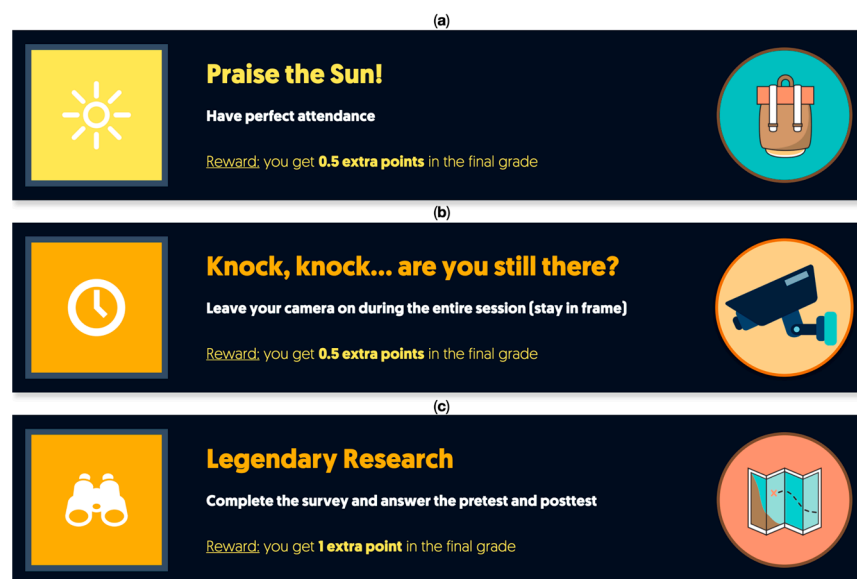 (a)
Praise the Sun!
Have perfect attendance
Reward: you get 0.5 extra points in the final grade
(b)
Knock, knock... are you still there?
Leave your camera on during the entire session (stay in frame)
Reward: you get 0.5 extra points in the final grade
(c)
Legendary Research
Complete the survey and answer the pretest and posttest
Reward: you get 1 extra point in the final grade